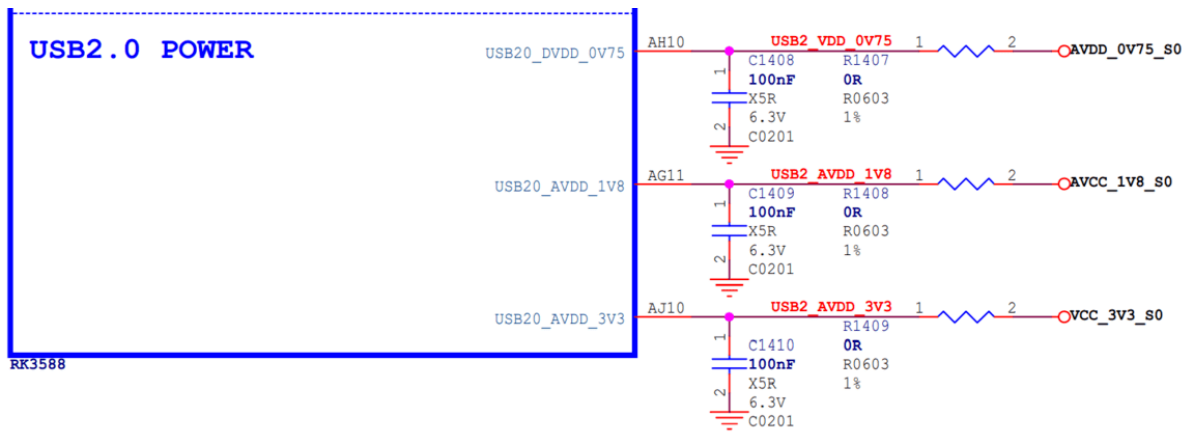 USB2.0 POWER
USB20_DVDD_0V75 AH10 USB2_VDD_0V75 1 2 AVDD_0V75_S0
C1408 R1407
1 100nF 0R
X5R R0603
2 6.3V 1%
C0201
USB20_AVDD_1V8 AG11 USB2_AVDD_1V8 1 2 AVCC_1V8_S0
C1409 R1408
1 100nF 0R
X5R R0603
2 6.3V 1%
C0201
USB20_AVDD_3V3 AJ10 USB2_AVDD_3V3 1 2 VCC_3V3_S0
R1409
1 C1410 0R
100nF R0603
2 X5R 1%
6.3V
C0201
RK3588